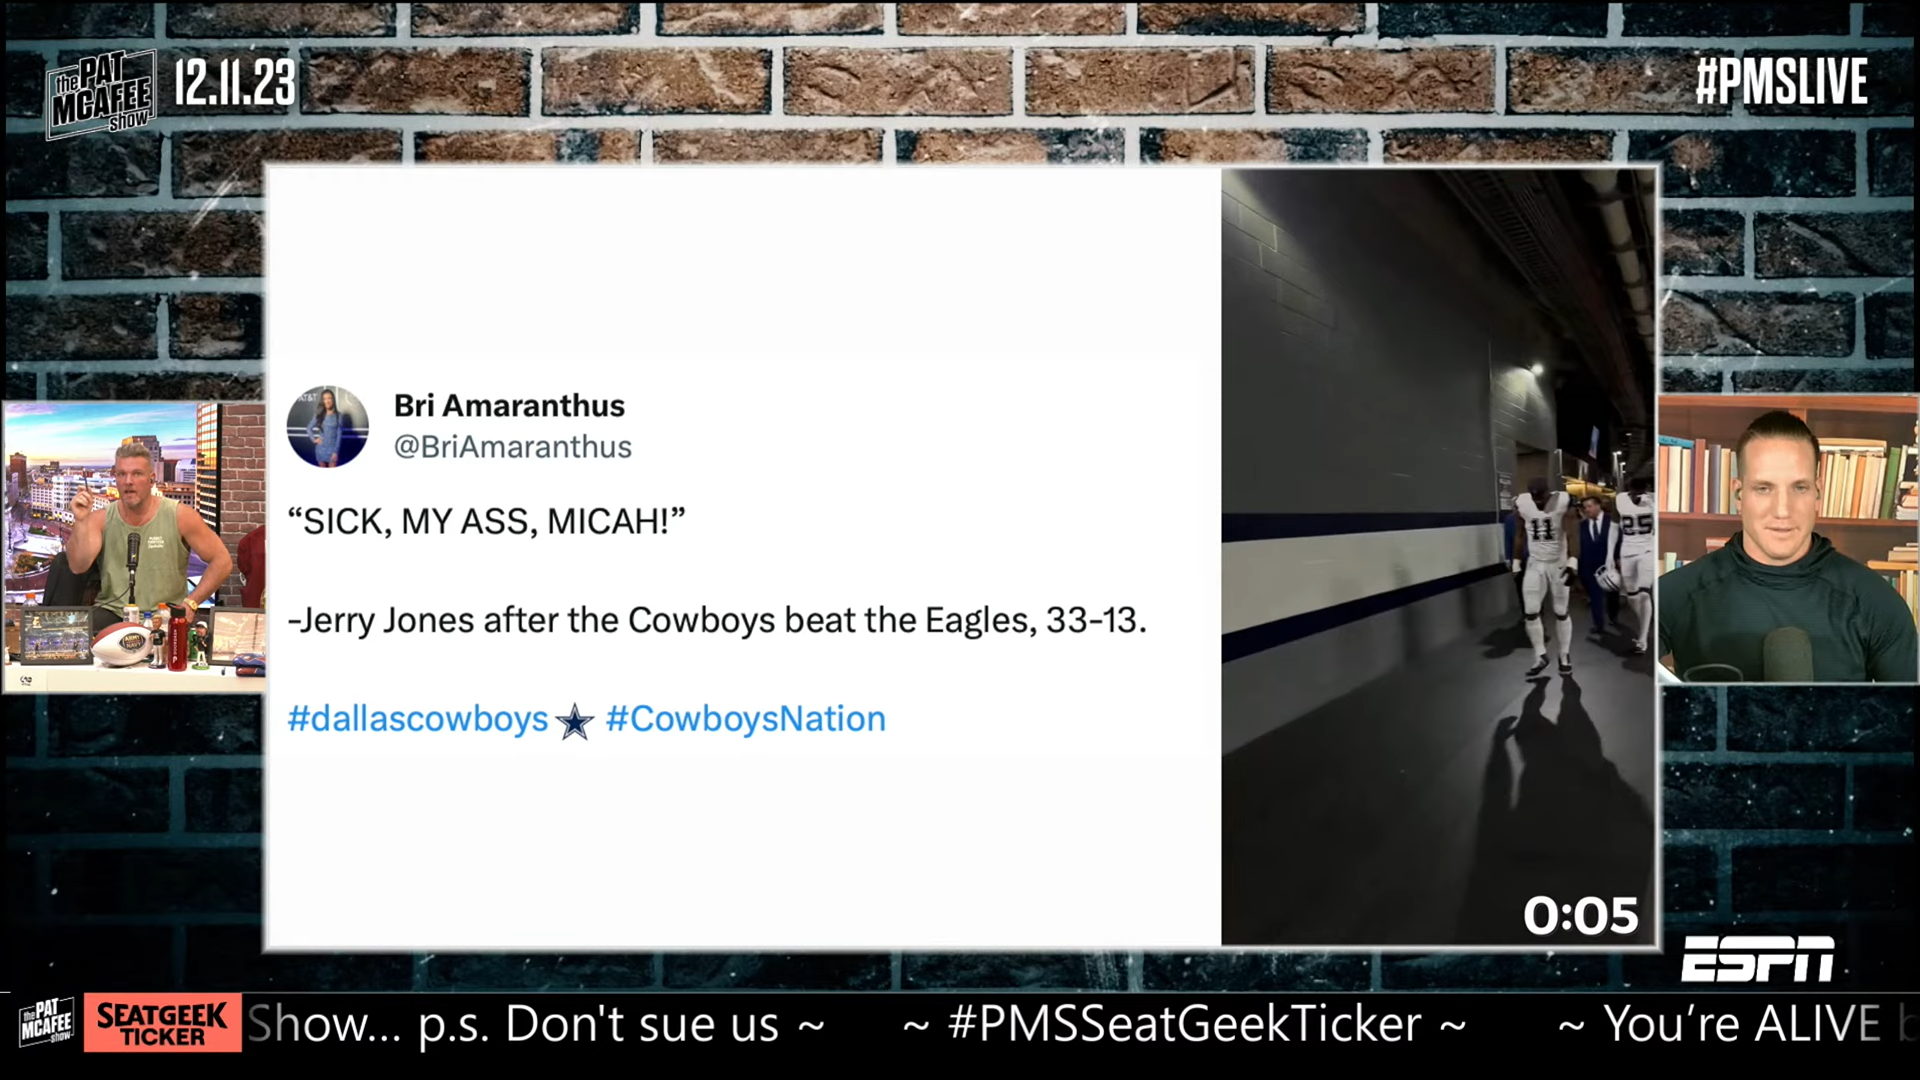 the PAT MCAFEE show
12.11.23
#PMSLIVE
Bri Amaranthus
@BriAmaranthus
“SICK, MY ASS, MICAH!”
-Jerry Jones after the Cowboys beat the Eagles, 33-13.
#dallascowboys #CowboysNation
11
25
0:05
ESPN
the PAT MCAFEE show
SEATGEEK TICKER
Show... p.s. Don't sue us ~ ~ #PMSSeatGeekTicker ~ ~ You’re ALIVE b